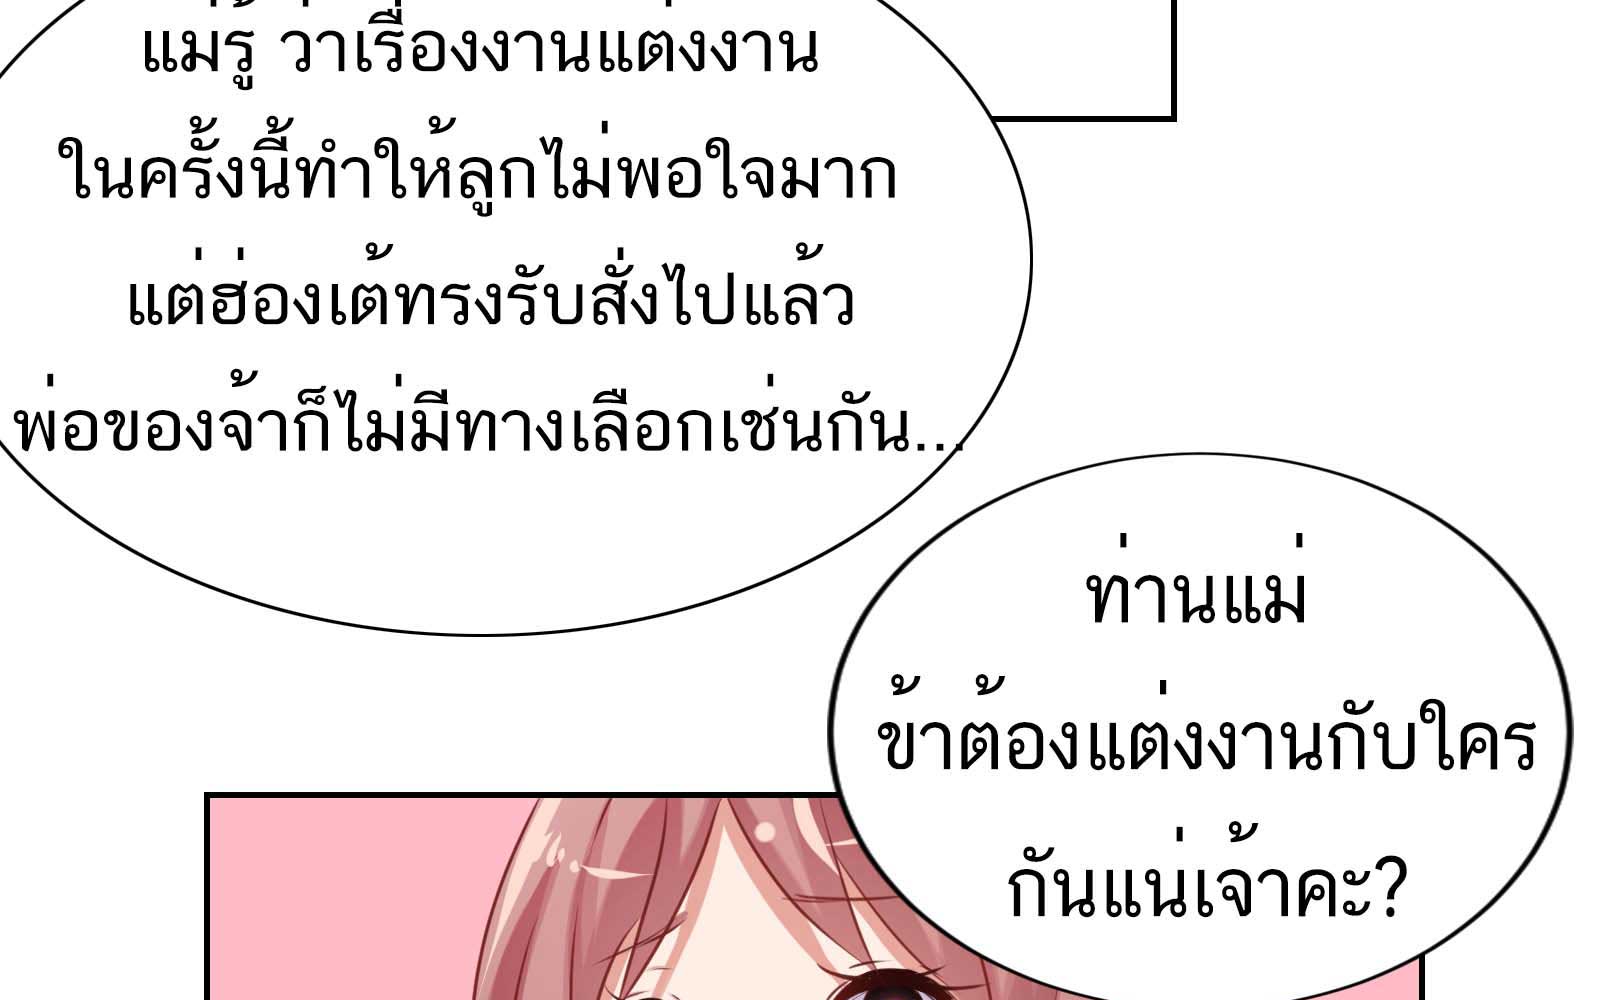 แม่รู้ ว่าเรื่องงานแต่งงาน
ในครั้งนี้ทำให้ลูกไม่พอใจมาก
แต่ฮ่องเต้ทรงรับสั่งไปแล้ว
พ่อของจ้าก็ไม่มีทางเลือกเช่นกัน...
ท่านแม่
ข้าต้องแต่งงานกับใคร
กันแน่เจ้าคะ?